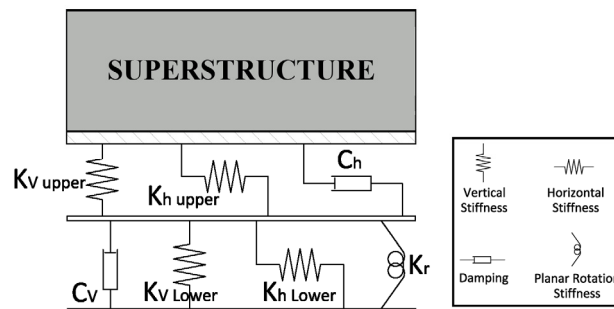 SUPERSTRUCTURE
KV upper
Kh upper
Ch
CV
KV Lower
Kh Lower
Kr
Vertical
Stiffness
Horizontal
Stiffness
Damping
Planar Rotation
Stiffness